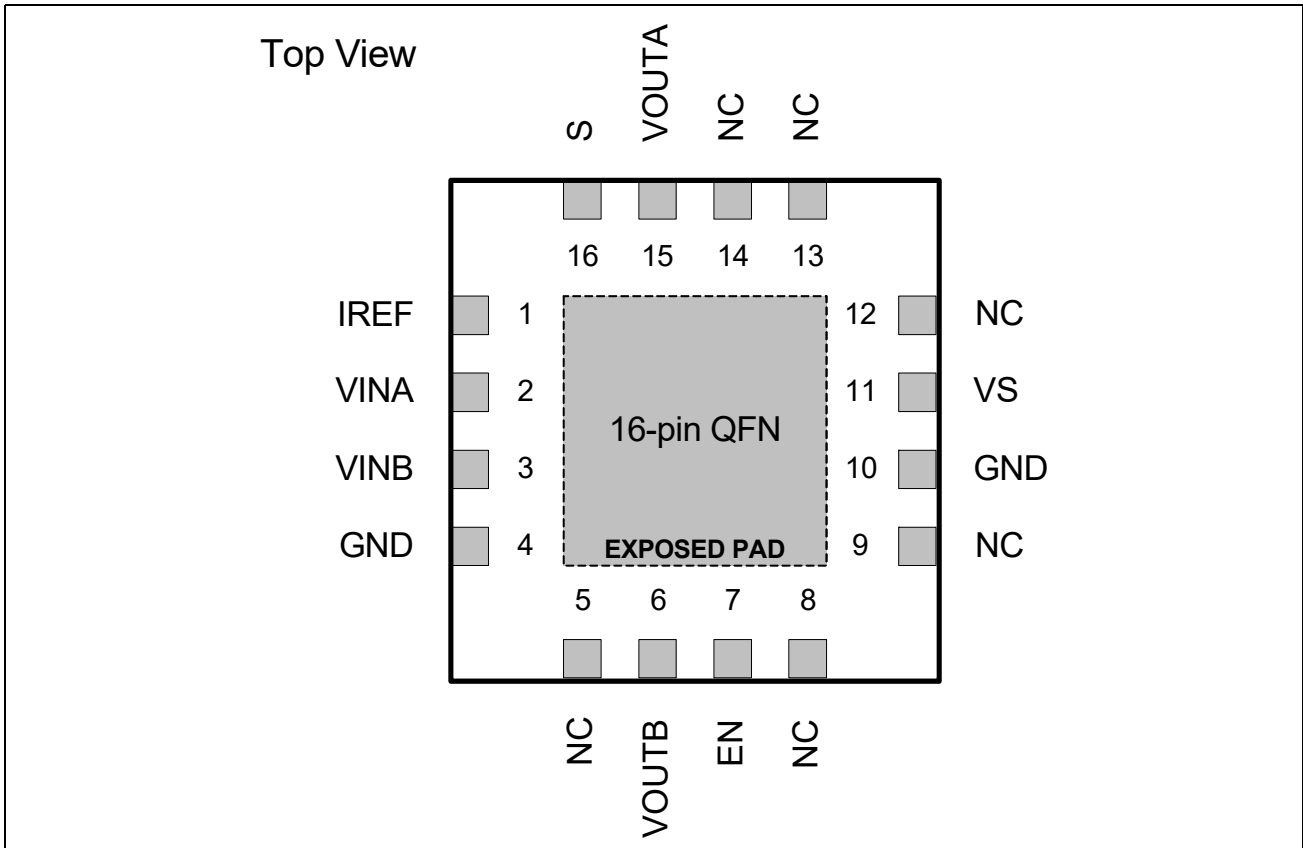 Top View
S
VOUTA
NC
NC
16
15
14
13
IREF
1
12
NC
VINA
2
11
VS
16-pin QFN
VINB
3
10
GND
GND
4
EXPOSED PAD
9
NC
5
6
7
8
NC
VOUTB
EN
NC